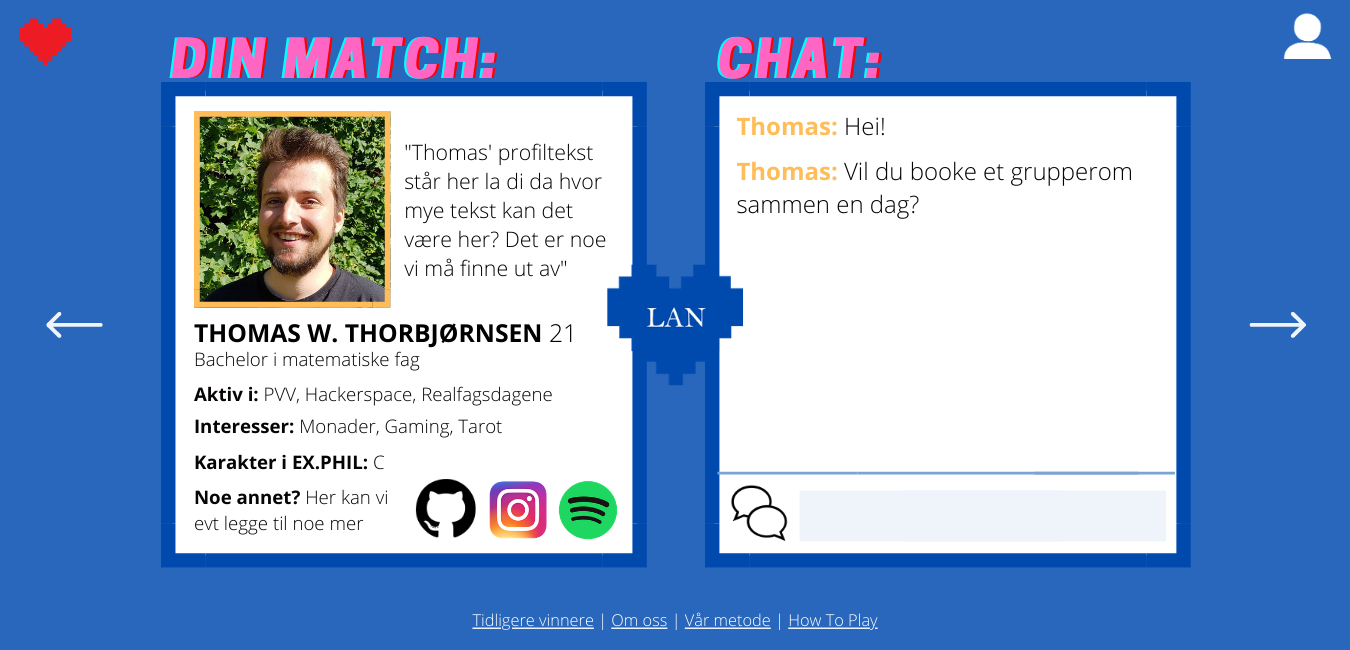 DIN MATCH:
"Thomas' profiltekst
står her la di da hvor
mye tekst kan det
være her? Det er noe
vi må finne ut av"
THOMAS W. THORBJØRNSEN 21
Bachelor i matematiske fag
Aktiv i: PVV, Hackerspace, Realfagsdagene
Interesser: Monader, Gaming, Tarot
Karakter i EX.PHIL: C
Noe annet? Her kan vi
evt legge til noe mer
LAN
CHAT:
Thomas: Hei!
Thomas: Vil du booke et grupperom
sammen en dag?
Tidligere vinnere | Om oss | Vår metode | How To Play